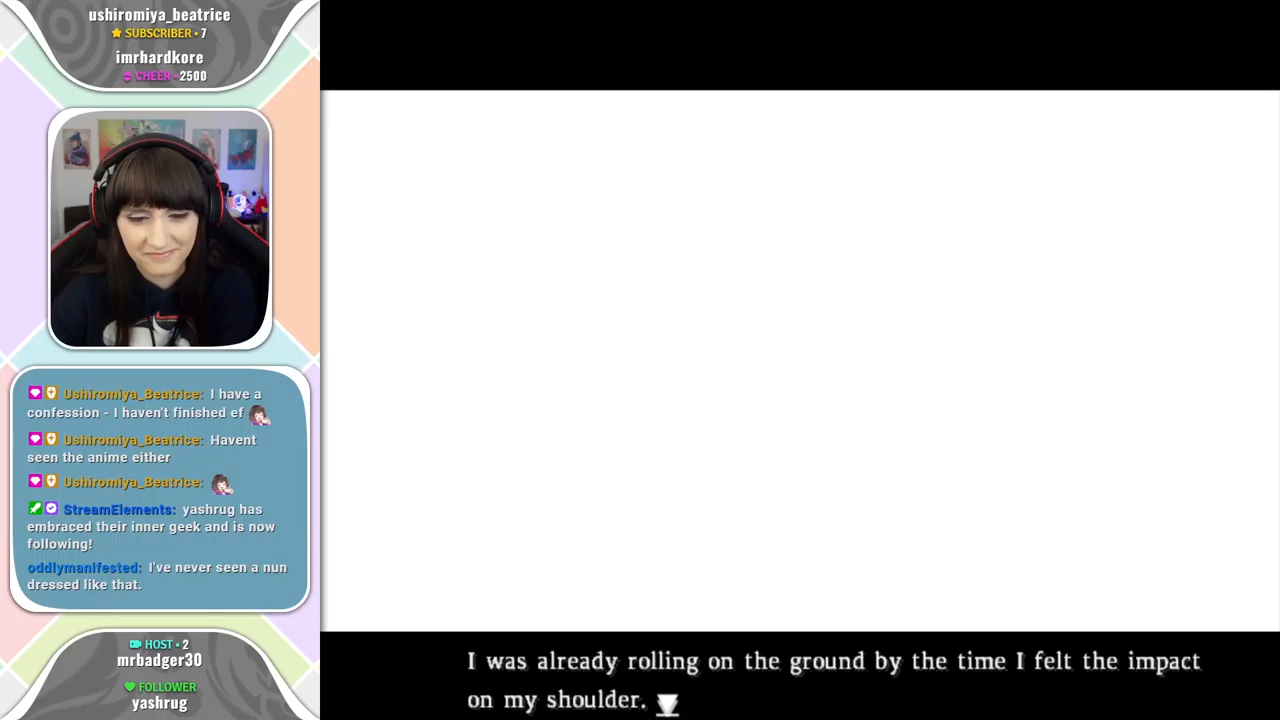 ushiromiya_beatrice
SUBSCRIBER • 7
imrhardkore
CHEER • 2500
Ushiromiya_Beatrice: I have a
confession - I haven't finished ef
Ushiromiya_Beatrice: Havent
seen the anime either
Ushiromiya_Beatrice:
StreamElements: yashrug has
embraced their inner geek and is now
following!
oddlymanifested: I've never seen a nun
dressed like that.
HOST • 2
mrbadger30
FOLLOWER
yashrug
I was already rolling on the ground by the time I felt the impact
on my shoulder.